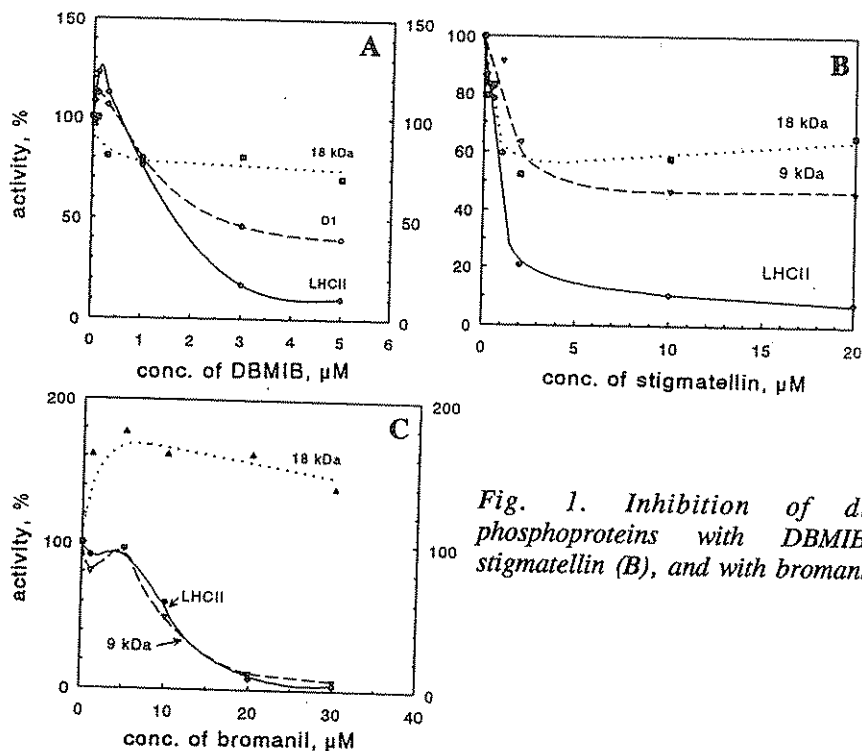 A
B
150
100
50
0
150
100
50
0
activity, %
18 kDa
D1
LHCII
0 1 2 3 4 5 6
conc. of DBMIB, µM
100
80
60
40
20
0
18 kDa
9 kDa
LHCII
0 5 10 15 20
conc. of stigmatellin, µM
C
200
100
0
200
100
0
activity, %
18 kDa
LHCII
9 kDa
0 10 20 30 40
conc. of bromanil, µM
Fig. 1. Inhibition of d
phosphoproteins with DBMIB
stigmatellin (B), and with broman